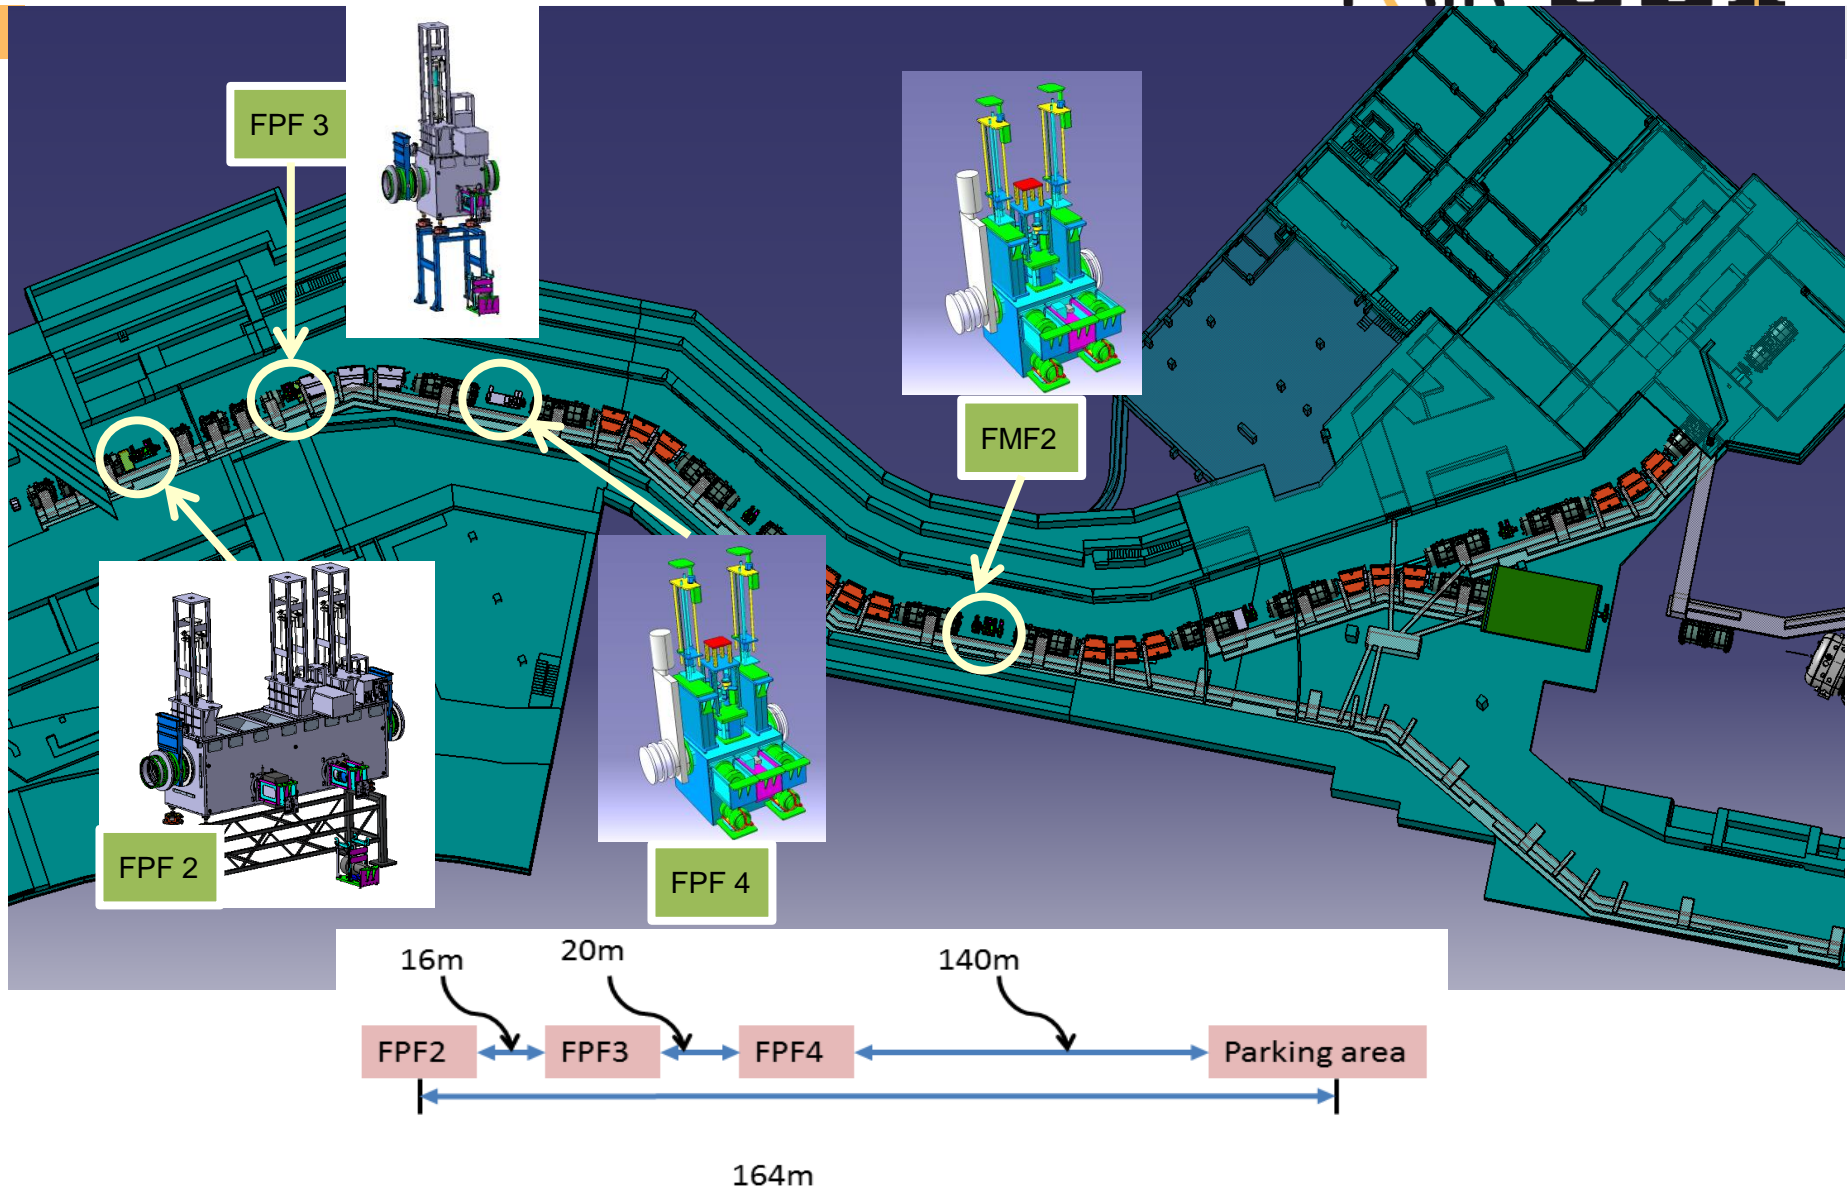 FPF 3
FMF2
FPF 2
FPF 4
16m
20m
140m
FPF2
FPF3
FPF4
Parking area
164m